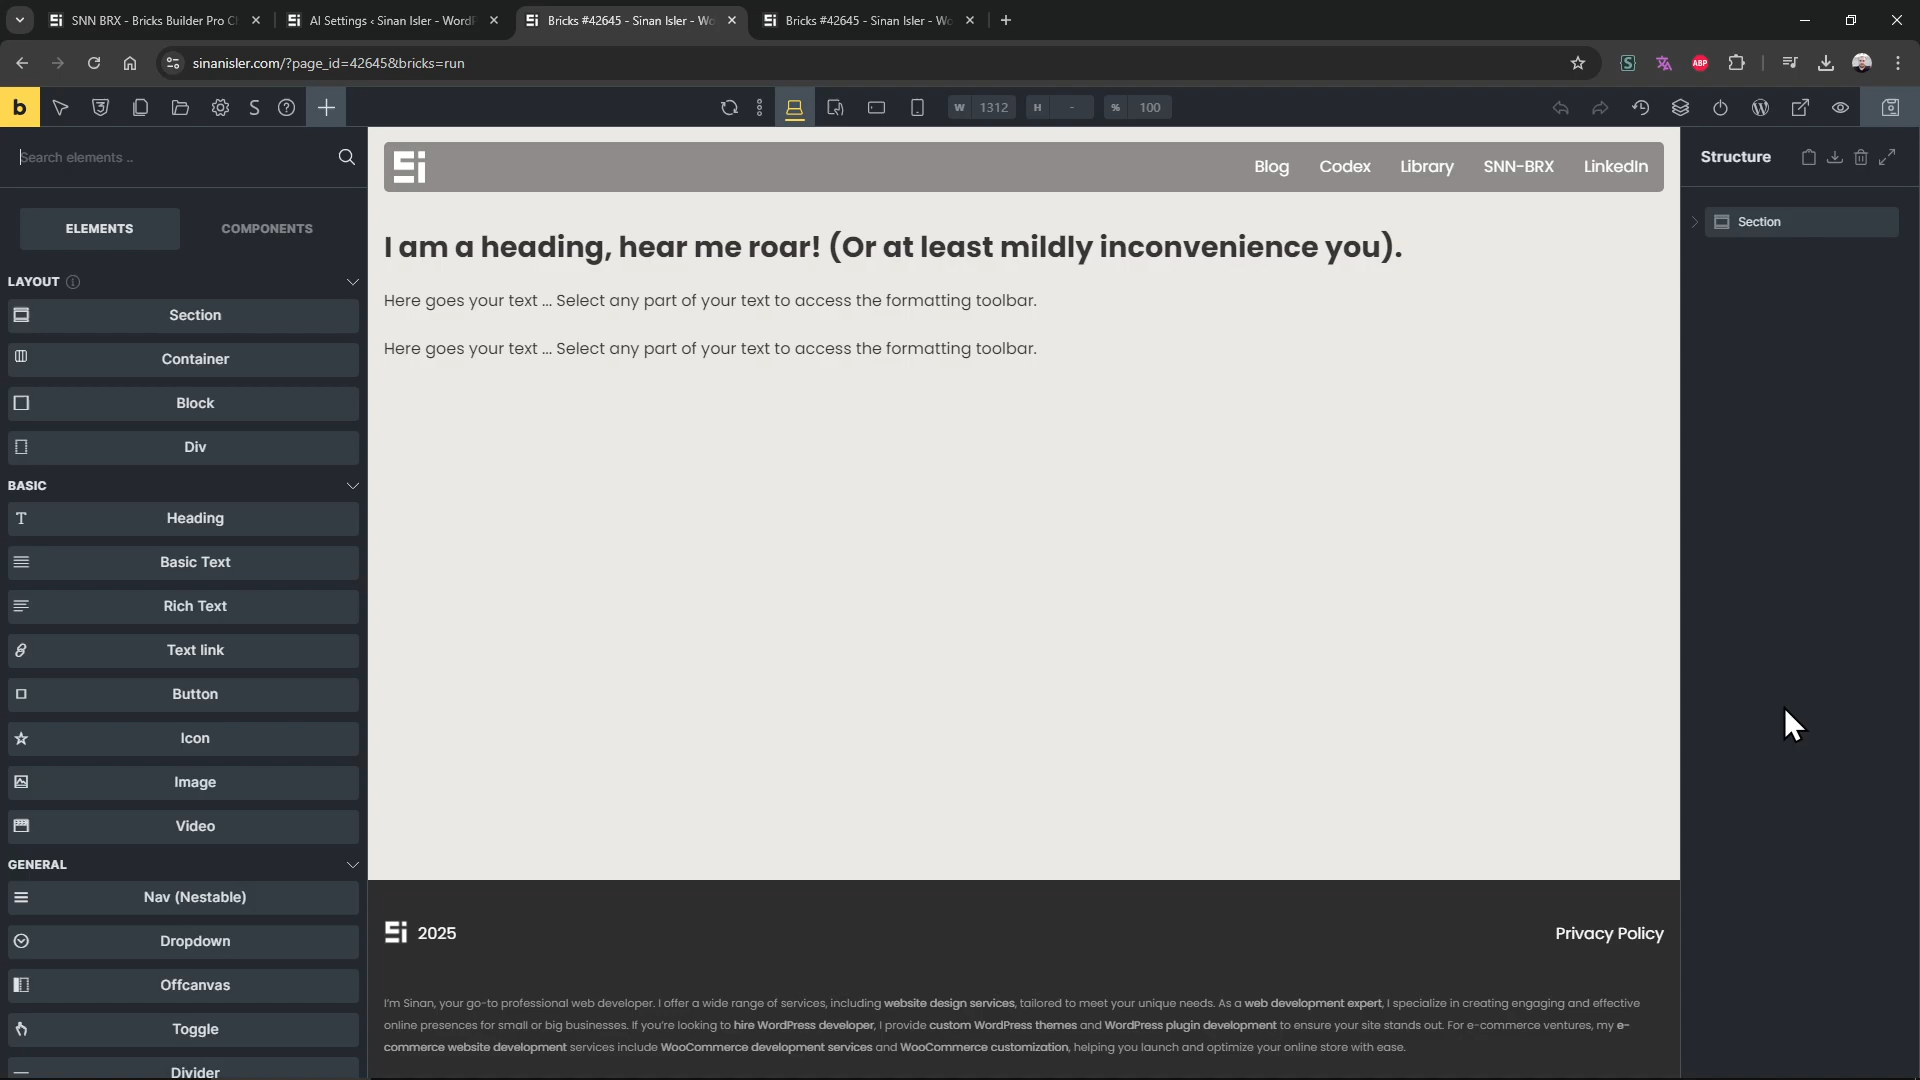 SNN BRX - Bricks Builder Pro C
AI Settings ‹ Sinan Isler - WordP
Bricks #42645 - Sinan Isler - Wo
Bricks #42645 - Sinan Isler - Wo
sinanisler.com/?page_id=42645&bricks=run
ABP
b
S
W 1312
H -
% 100
Search elements ..
ELEMENTS
COMPONENTS
LAYOUT
Section
Container
Block
Div
BASIC
Heading
Basic Text
Rich Text
Text link
Button
Icon
Image
Video
GENERAL
Nav (Nestable)
Dropdown
Offcanvas
Toggle
Divider
Si
Blog
Codex
Library
SNN-BRX
LinkedIn
I am a heading, hear me roar! (Or at least mildly inconvenience you).
Here goes your text ... Select any part of your text to access the formatting toolbar.
Here goes your text ... Select any part of your text to access the formatting toolbar.
Si 2025
Privacy Policy
I'm Sinan, your go-to professional web developer. I offer a wide range of services, including website design services, tailored to meet your unique needs. As a web development expert, I specialize in creating engaging and effective
online presences for small or big businesses. If you're looking to hire WordPress developer, I provide custom WordPress themes and WordPress plugin development to ensure your site stands out. For e-commerce ventures, my e-
commerce website development services include WooCommerce development services and WooCommerce customization, helping you launch and optimize your online store with ease.
Structure
Section